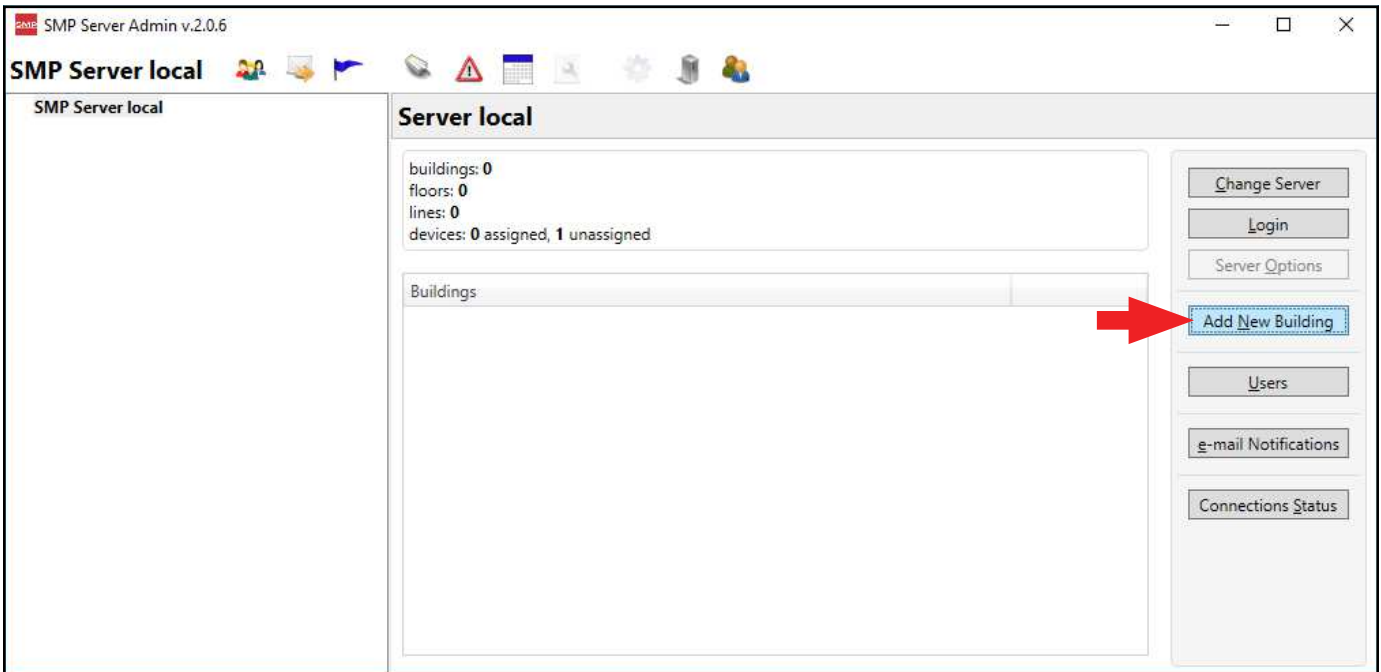 SMP SMP Server Admin v.2.0.6
SMP Server local
SMP Server local
Server local
buildings: 0
floors: 0
lines: 0
devices: 0 assigned, 1 unassigned
Buildings
Change Server
Login
Server Options
Add New Building
Users
e-mail Notifications
Connections Status